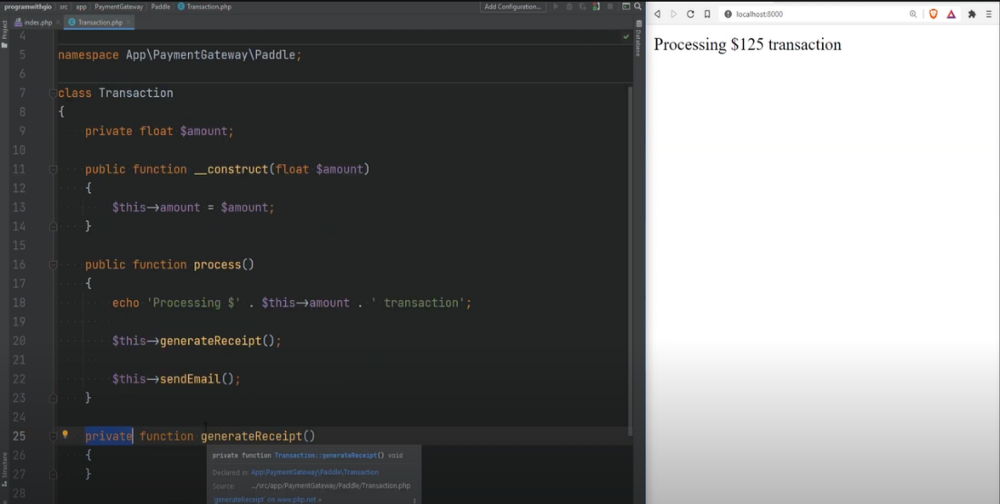 programwithgio › src › app › PaymentGateway › Paddle › Transaction.php
Add Configuration...
index.php × Transaction.php ×
Project
Database
Structure
4
5 namespace App\PaymentGateway\Paddle;
6
7 class Transaction
8 {
9 private float $amount;
10
11 public function __construct(float $amount)
12 {
13 $this->amount = $amount;
14 }
15
16 public function process()
17 {
18 echo 'Processing $' . $this->amount . ' transaction';
19
20 $this->generateReceipt();
21
22 $this->sendEmail();
23 }
24
25 private function generateReceipt()
26 {
27 }
28
private function Transaction::generateReceipt() void
Declared in: App\PaymentGateway\Paddle\Transaction
Source: .../src/app/PaymentGateway/Paddle/Transaction.php
`generateReceipt` on www.php.net
localhost:8000
Processing $125 transaction